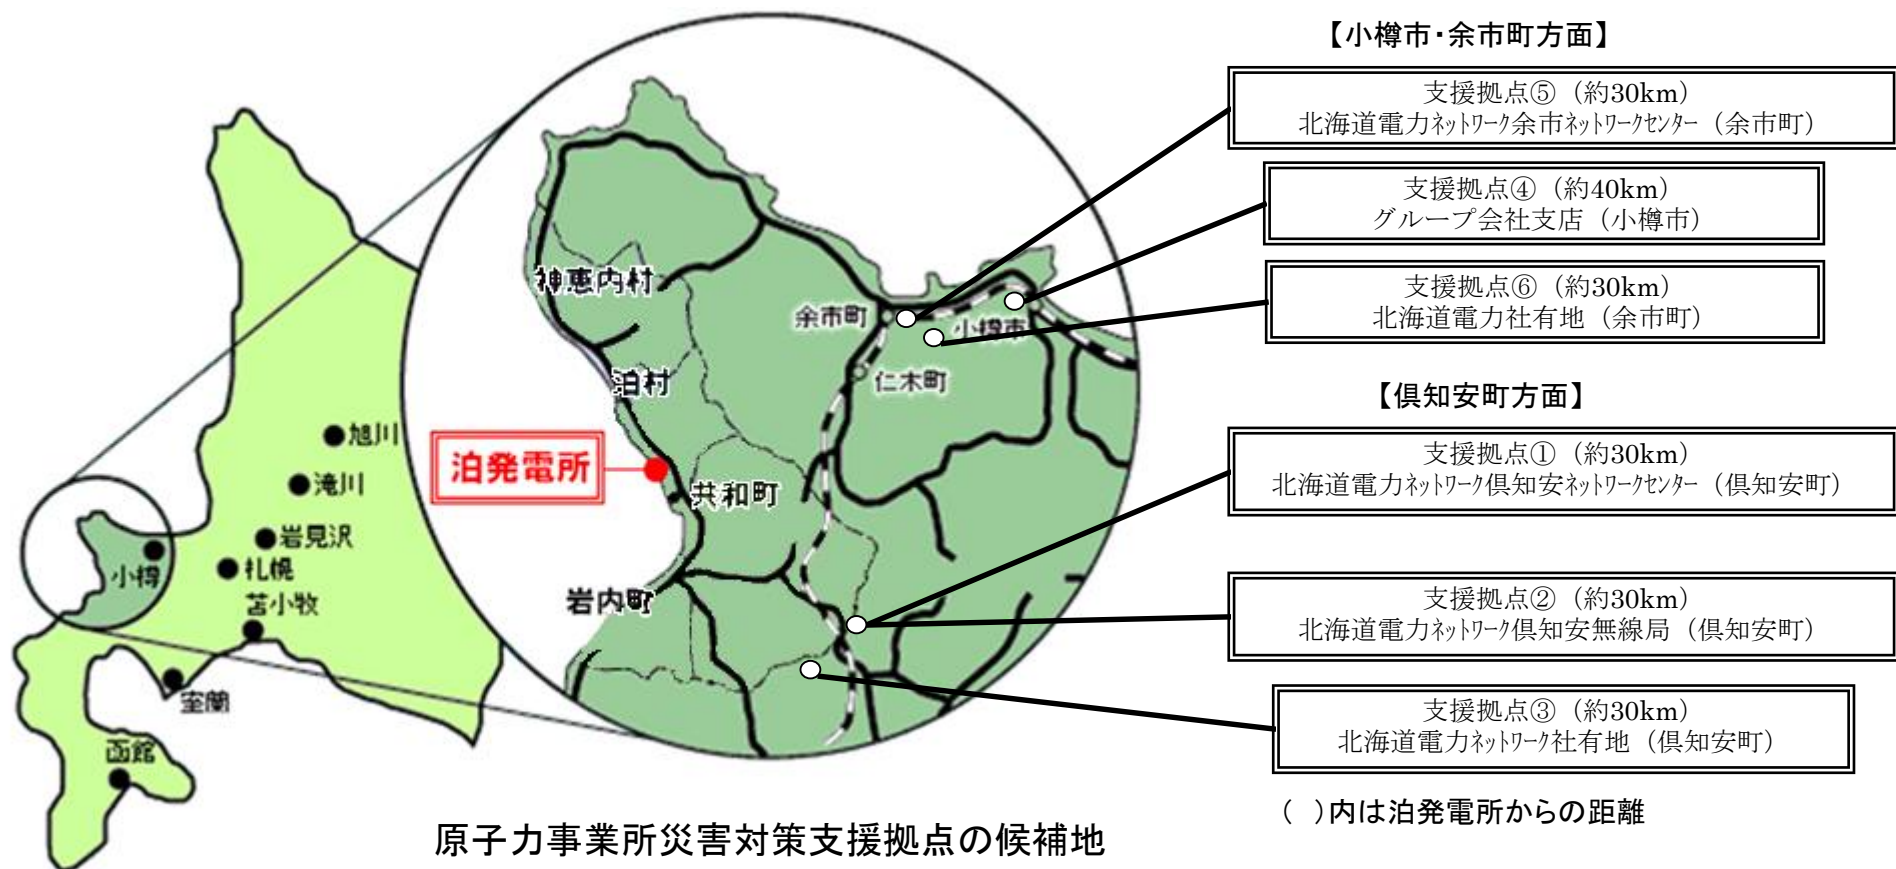 【小樽市・余市町方面】
支援拠点⑤（約30km）
北海道電力ﾈｯﾄﾜｰｸ余市ﾈｯﾄﾜｰｸｾﾝﾀｰ（余市町）
支援拠点④（約40km）
グループ会社支店（小樽市）
支援拠点⑥（約30km）
北海道電力社有地（余市町）
【倶知安町方面】
支援拠点①（約30km）
北海道電力ﾈｯﾄﾜｰｸ倶知安ﾈｯﾄﾜｰｸｾﾝﾀｰ（倶知安町）
支援拠点②（約30km）
北海道電力ﾈｯﾄﾜｰｸ倶知安無線局（倶知安町）
支援拠点③（約30km）
北海道電力ﾈｯﾄﾜｰｸ社有地（倶知安町）
（　）内は泊発電所からの距離
神恵内村
余市町
小樽市
仁木町
泊村
泊発電所
共和町
岩内町
旭川
滝川
岩見沢
小樽
札幌
苫小牧
室蘭
函館
原子力事業所災害対策支援拠点の候補地